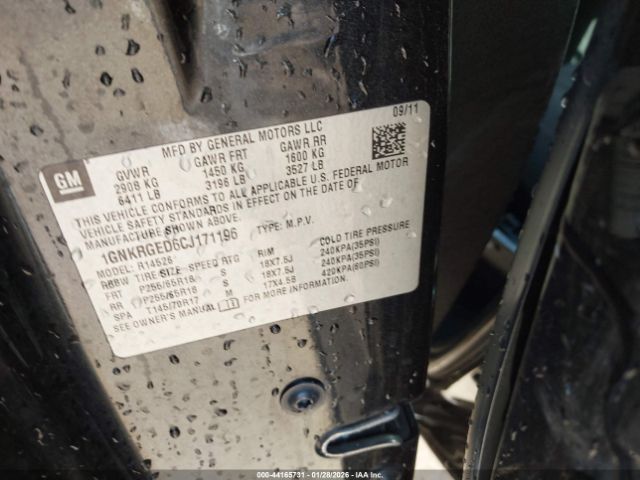 09/11
GM
MFD BY GENERAL MOTORS LLC
GVWR GAWR FRT GAWR RR
2908 KG 1450 KG 1600 KG
6411 LB 3196 LB 3527 LB
THIS VEHICLE CONFORMS TO ALL APPLICABLE U.S. FEDERAL MOTOR
VEHICLE SAFETY STANDARDS IN EFFECT ON THE DATE OF
MANUFACTURE SHOWN ABOVE.
1GNKRGED6CJ171196 TYPE: M.P.V.
MODEL: R14526
RBBW TIRE SIZE SPEED RTG RIM COLD TIRE PRESSURE
FRT P255/65R18 S 18X7.5J 240KPA(35PSI)
RR P255/65R18 S 18X7.5J 240KPA(35PSI)
SPA T145/70R17 M 17X4.5B 420KPA(60PSI)
SEE OWNER'S MANUAL FOR MORE INFORMATION.
000-44165731 - 01/28/2026 - Copyright IAA, LLC